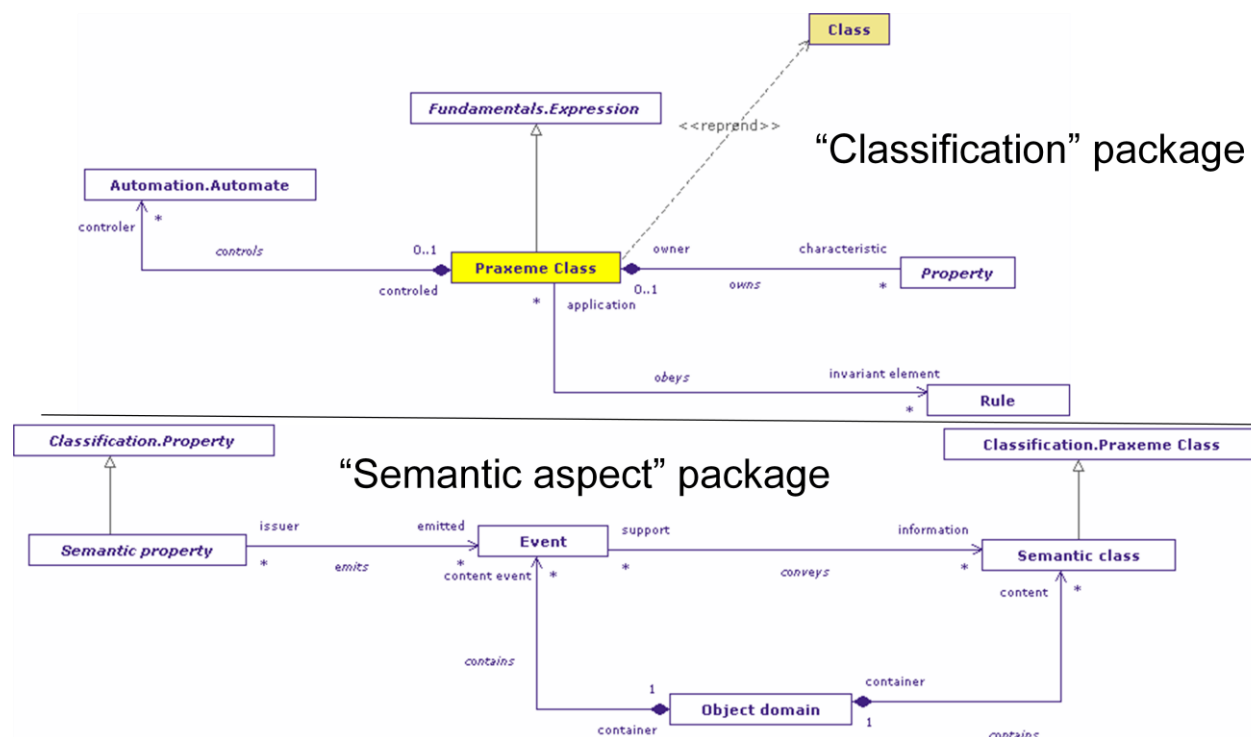 Class
Fundamentals.Expression
<<reprend>>
“Classification” package
Automation.Automate
controler
*
controls
0..1
Praxeme Class
owner
characteristic
controled
*
application
0..1
owns
*
Property
obeys
invariant element
*
Rule
Classification.Property
Classification.Praxeme Class
“Semantic aspect” package
issuer
emitted
support
information
Semantic property
Event
Semantic class
*
emits
*
*
conveys
*
content event
*
content
*
contains
container
1
Object domain
1
container
contains